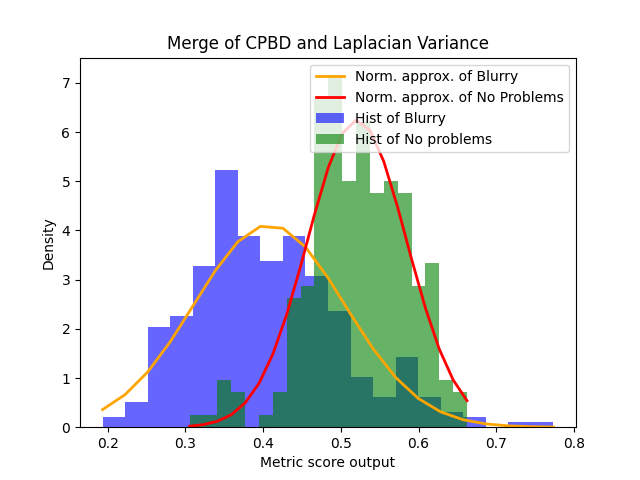 Merge of CPBD and Laplacian Variance
Norm. approx. of Blurry
Norm. approx. of No Problems
Hist of Blurry
Hist of No problems
Density
7
6
5
4
3
2
1
0
0.2 0.3 0.4 0.5 0.6 0.7 0.8
Metric score output